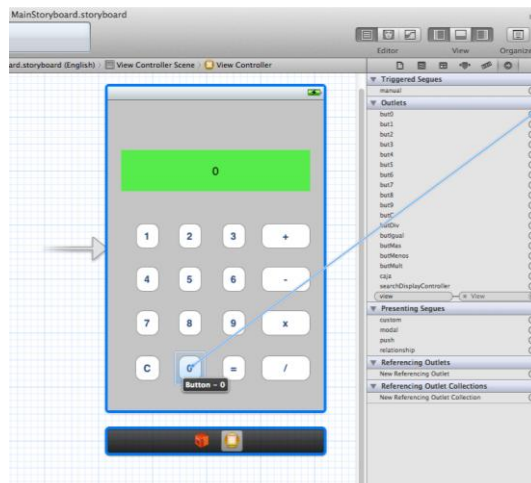 MainStoryboard.storyboard
Editor
View
Organize
ard.storyboard (English)
View Controller Scene
View Controller
Triggered Segues
manual
Outlets
but0
but1
but2
but3
but4
but5
but6
but7
but8
but9
butC
butDiv
butIgual
butMas
butMenos
butMult
caja
searchDisplayController
view
View
Presenting Segues
custom
modal
push
relationship
Referencing Outlets
New Referencing Outlet
Referencing Outlet Collections
New Referencing Outlet Collection
0
1 2 3 +
4 5 6 -
7 8 9 x
C 0 = /
Button - 0